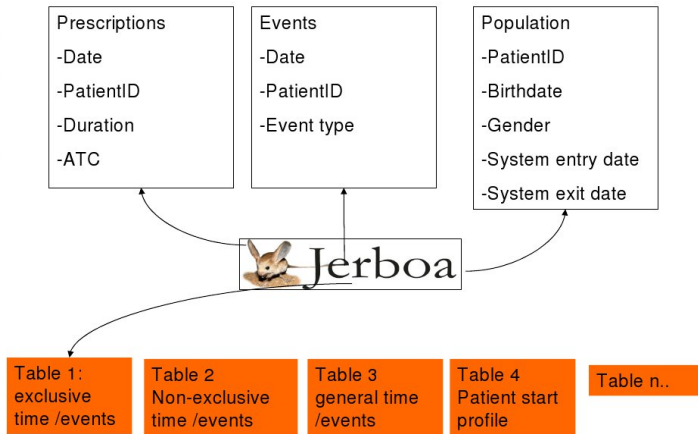 Prescriptions
-Date
-PatientID
-Duration
-ATC
Events
-Date
-PatientID
-Event type
Population
-PatientID
-Birthdate
-Gender
-System entry date
-System exit date
Jerboa
Table 1:
exclusive
time /events
Table 2
Non-exclusive
time /events
Table 3
general time
/events
Table 4
Patient start
profile
Table n..